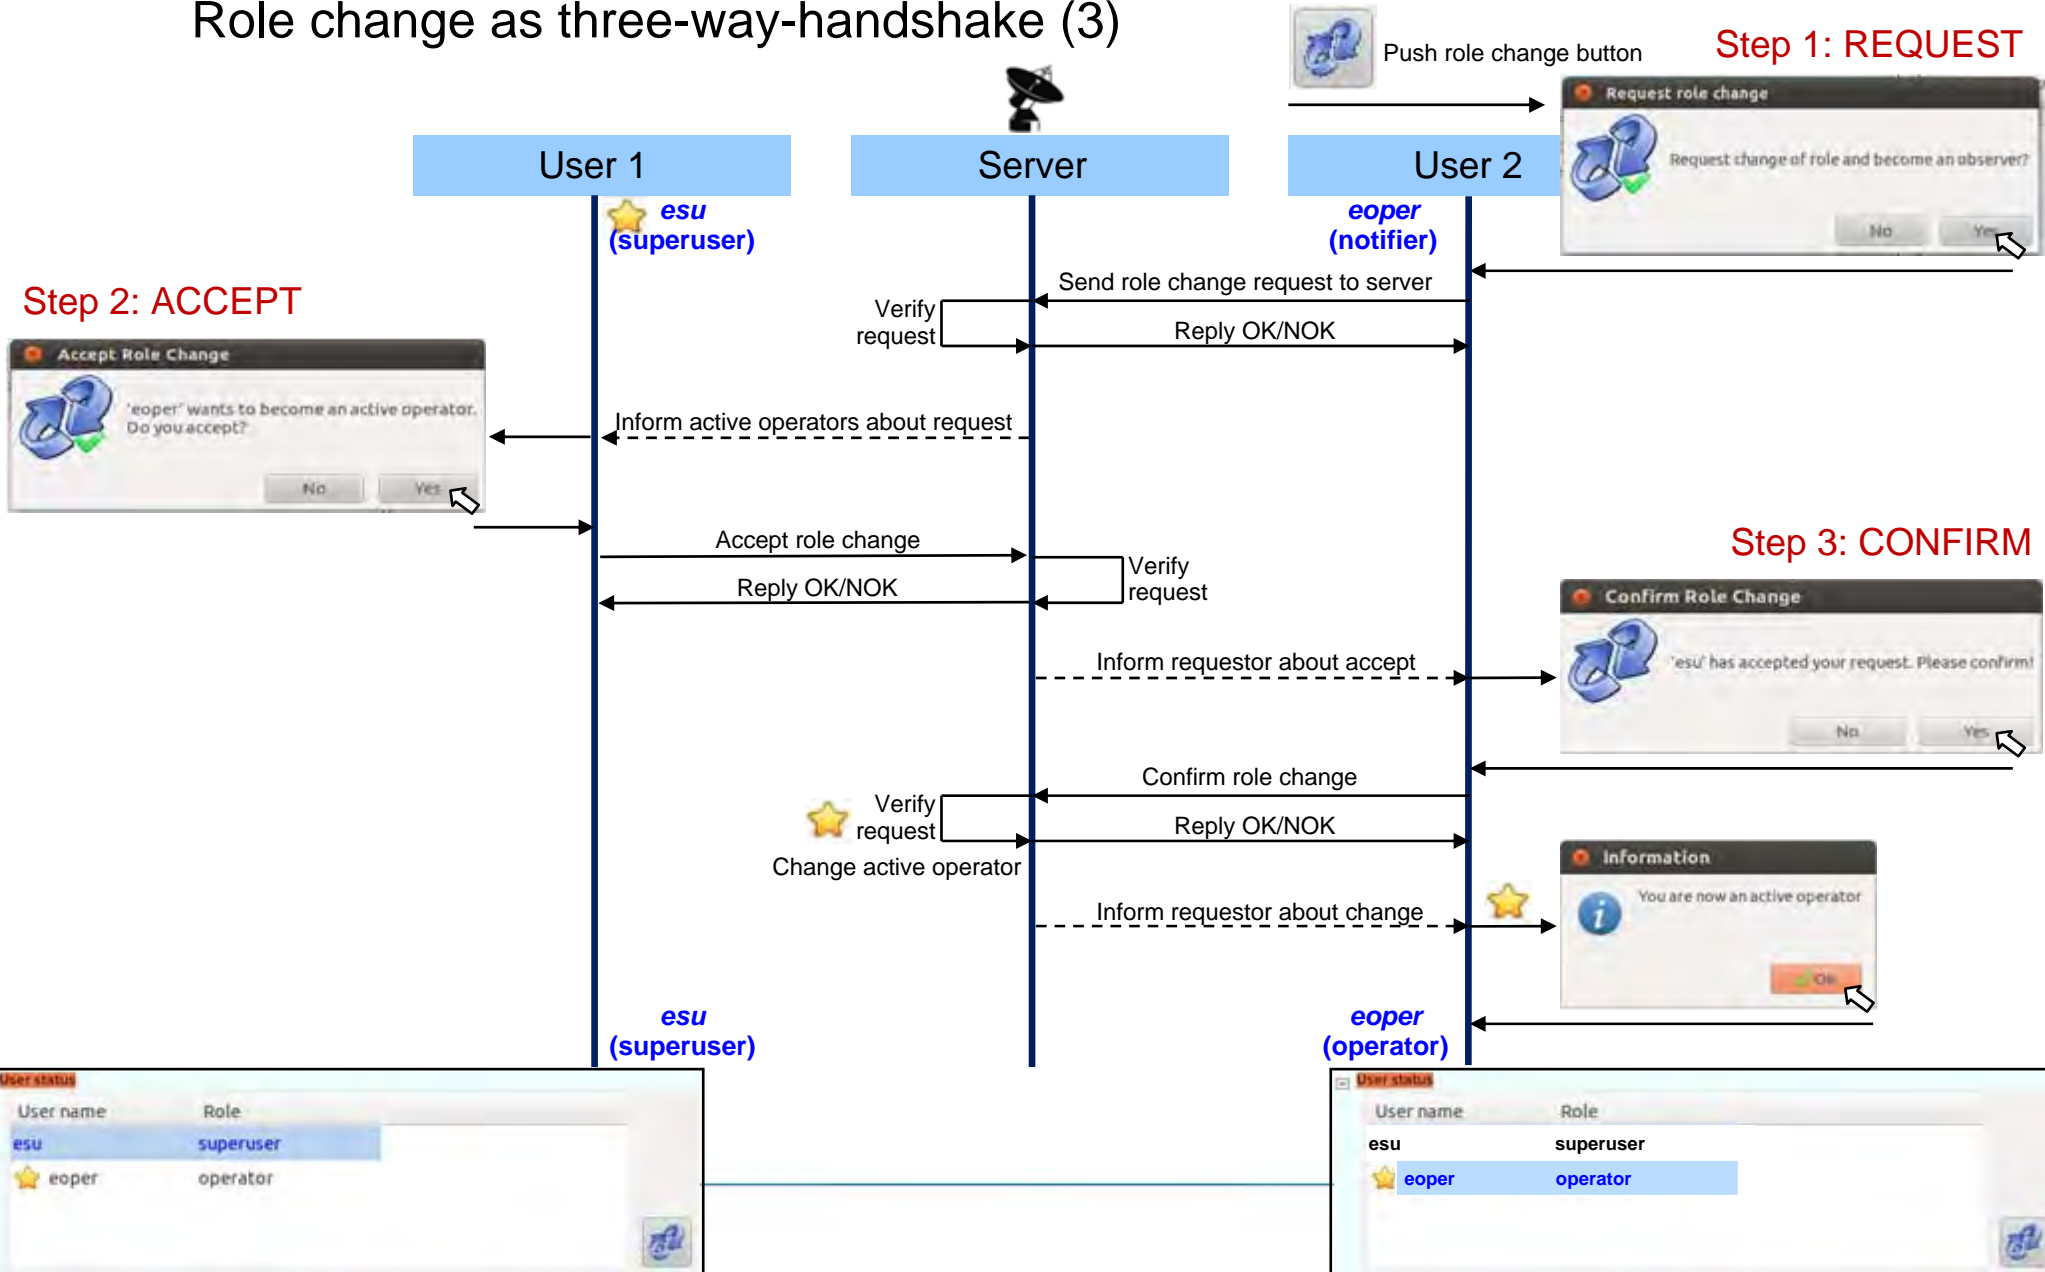 Role change as three-way-handshake (3)
Push role change button
Step 1: REQUEST
Request role change
Request change of role and become an observer?
No
Yes
User 1
Server
User 2
esu
(superuser)
eoper
(notifier)
Send role change request to server
Verify
request
Reply OK/NOK
Step 2: ACCEPT
Accept Role Change
'eoper' wants to become an active operator.
Do you accept?
No
Yes
Inform active operators about request
Accept role change
Verify
request
Reply OK/NOK
Step 3: CONFIRM
Confirm Role Change
'esu' has accepted your request. Please confirm!
No
Yes
Inform requestor about accept
Confirm role change
Verify
request
Reply OK/NOK
Change active operator
Information
You are now an active operator
Ok
Inform requestor about change
esu
(superuser)
eoper
(operator)
User status
User name Role
esu superuser
eoper operator
User status
User name Role
esu superuser
eoper operator